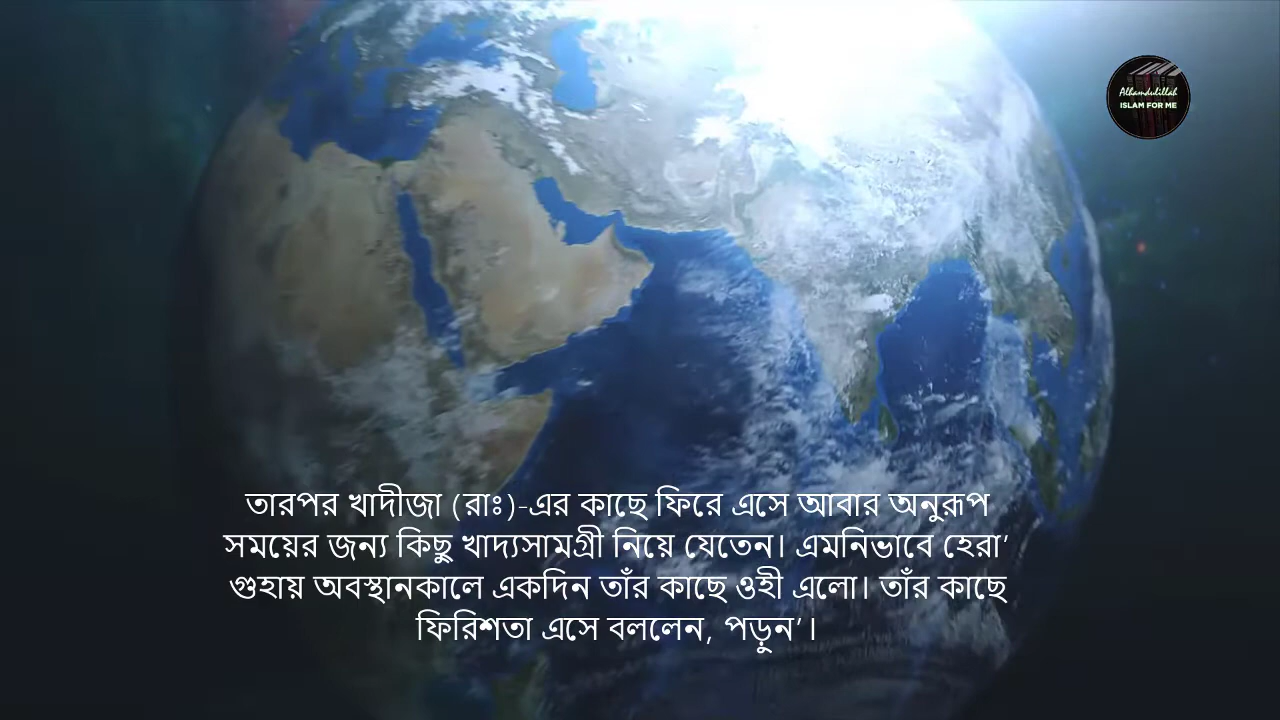 Alhamdulillah
ISLAM FOR ME
তারপর খাদীজা (রাঃ)-এর কাছে ফিরে এসে আবার অনুরূপ
সময়ের জন্য কিছু খাদ্যসামগ্রী নিয়ে যেতেন। এমনিভাবে হেরা’
গুহায় অবস্থানকালে একদিন তাঁর কাছে ওহী এলো। তাঁর কাছে
ফিরিশতা এসে বললেন, পড়ুন’।